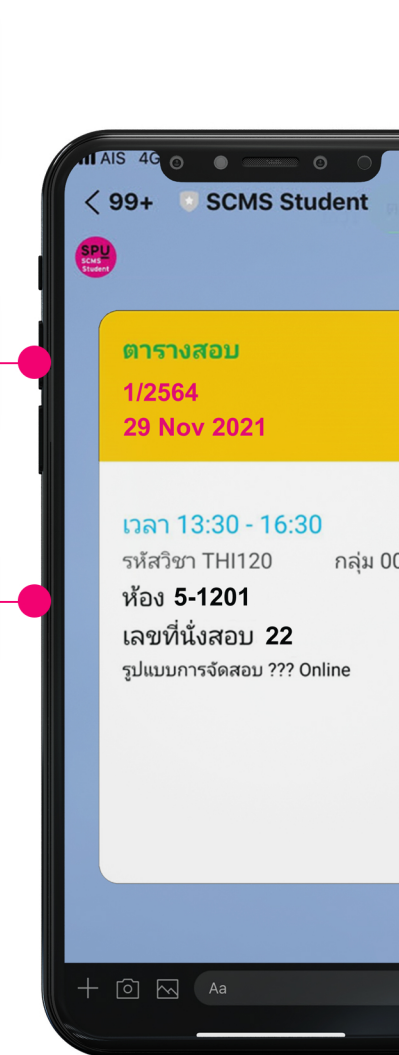 AIS 4G
99+ SCMS Student
SPU
SCMS
Student
ตารางสอบ
1/2564
29 Nov 2021
เวลา 13:30 - 16:30
รหัสวิชา THI120 กลุ่ม 00
ห้อง 5-1201
เลขที่นั่งสอบ 22
รูปแบบการจัดสอบ ??? Online
Aa